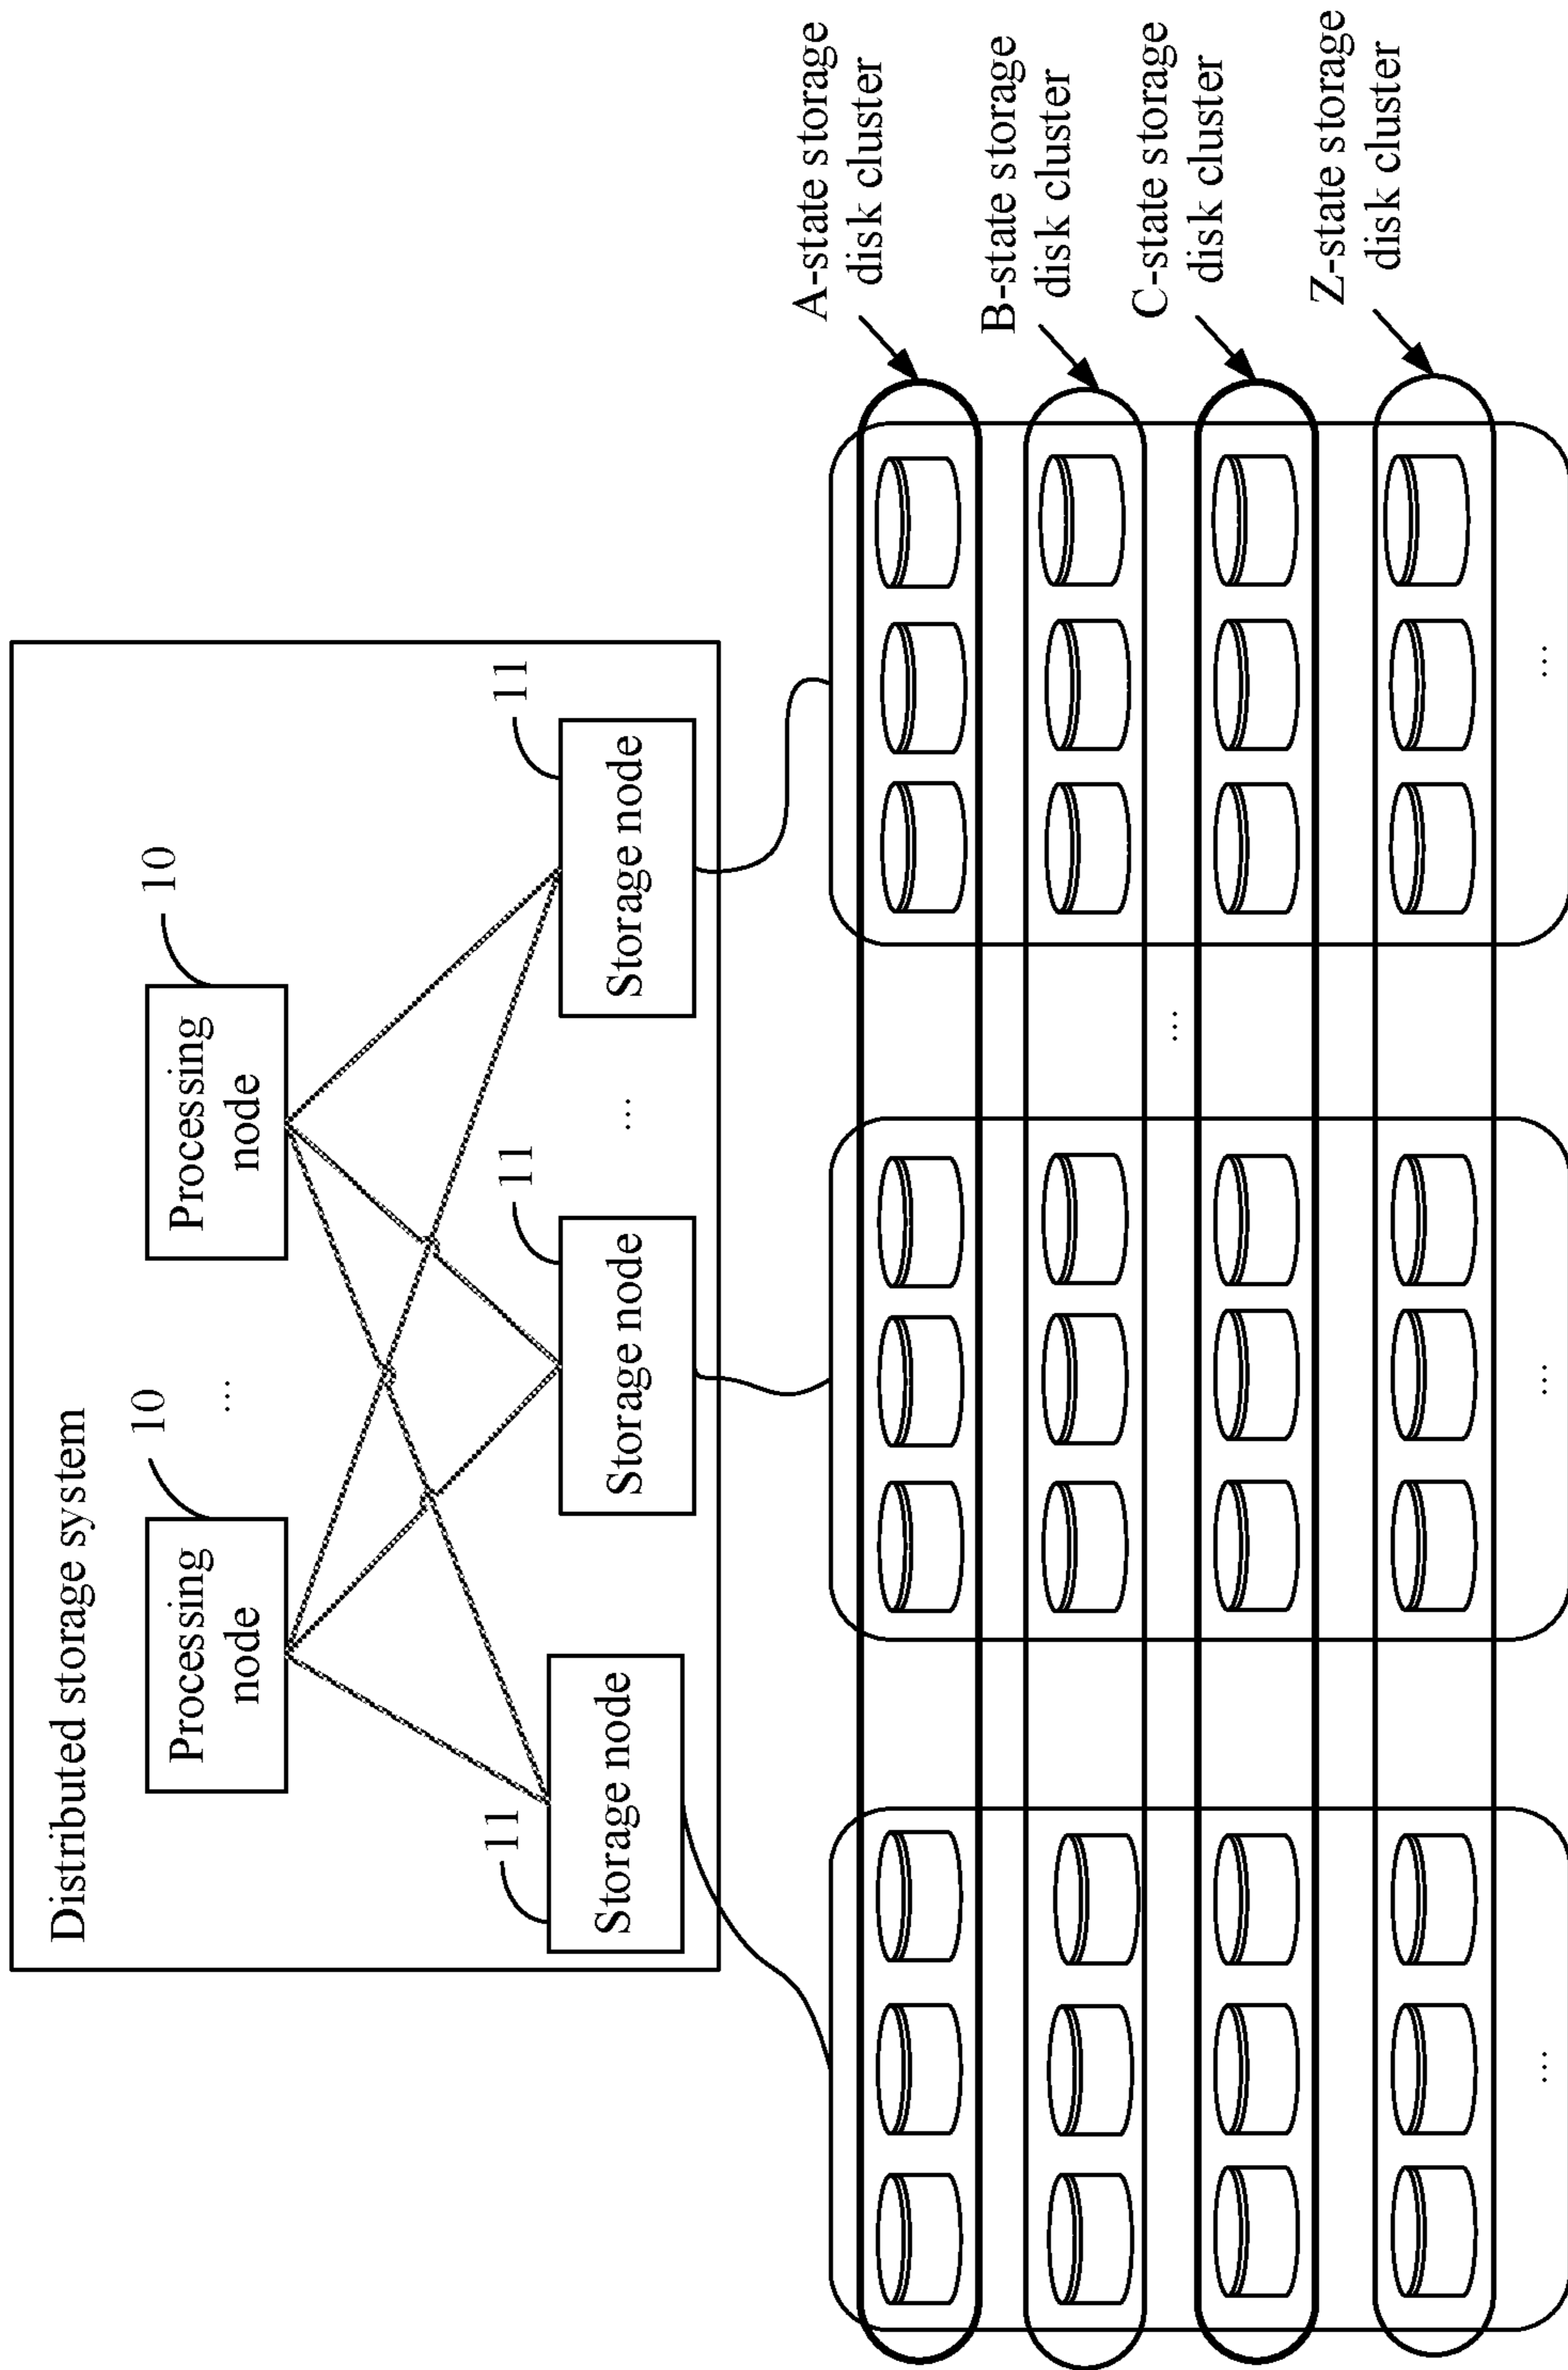 Distributed storage system
10
10
Processing
node
...
Processing
node
11
11
11
Storage node
Storage node
...
Storage node
A-state storage
disk cluster
B-state storage
disk cluster
...
C-state storage
disk cluster
Z-state storage
disk cluster
...
...
...